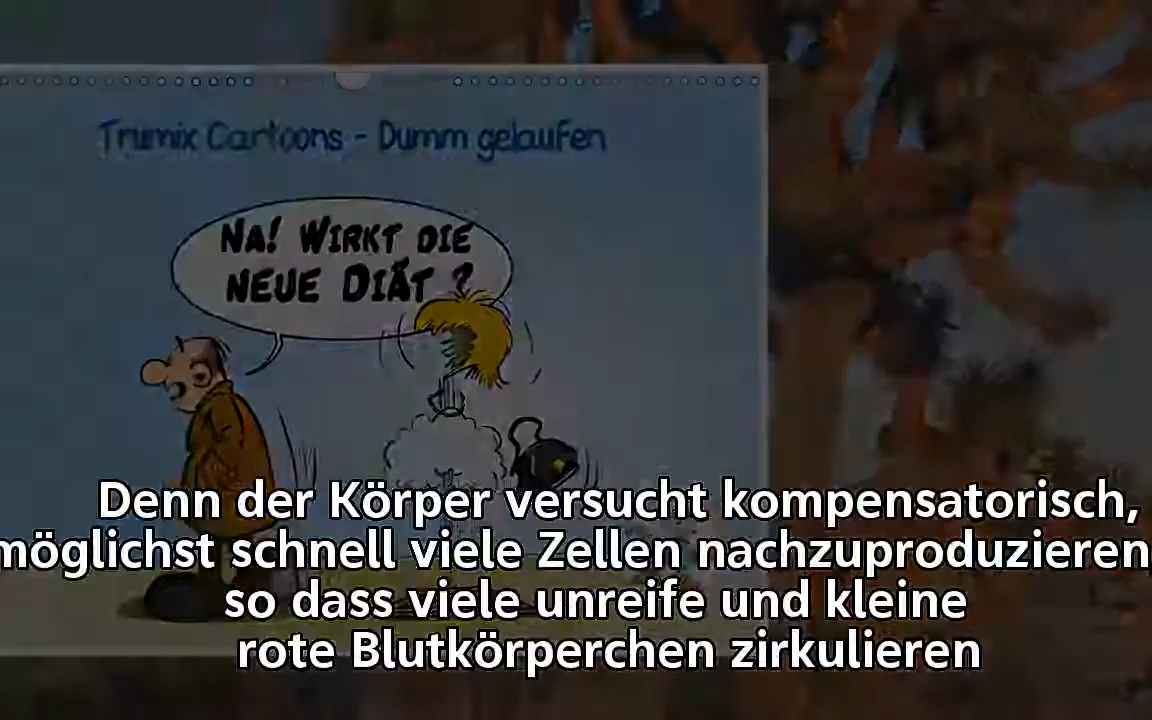 Trumix Cartoons - Dumm gelaufen
NA! WIRKT DIE
NEUE DIÄT ?
Denn der Körper versucht kompensatorisch,
möglichst schnell viele Zellen nachzuproduzieren,
so dass viele unreife und kleine
rote Blutkörperchen zirkulieren